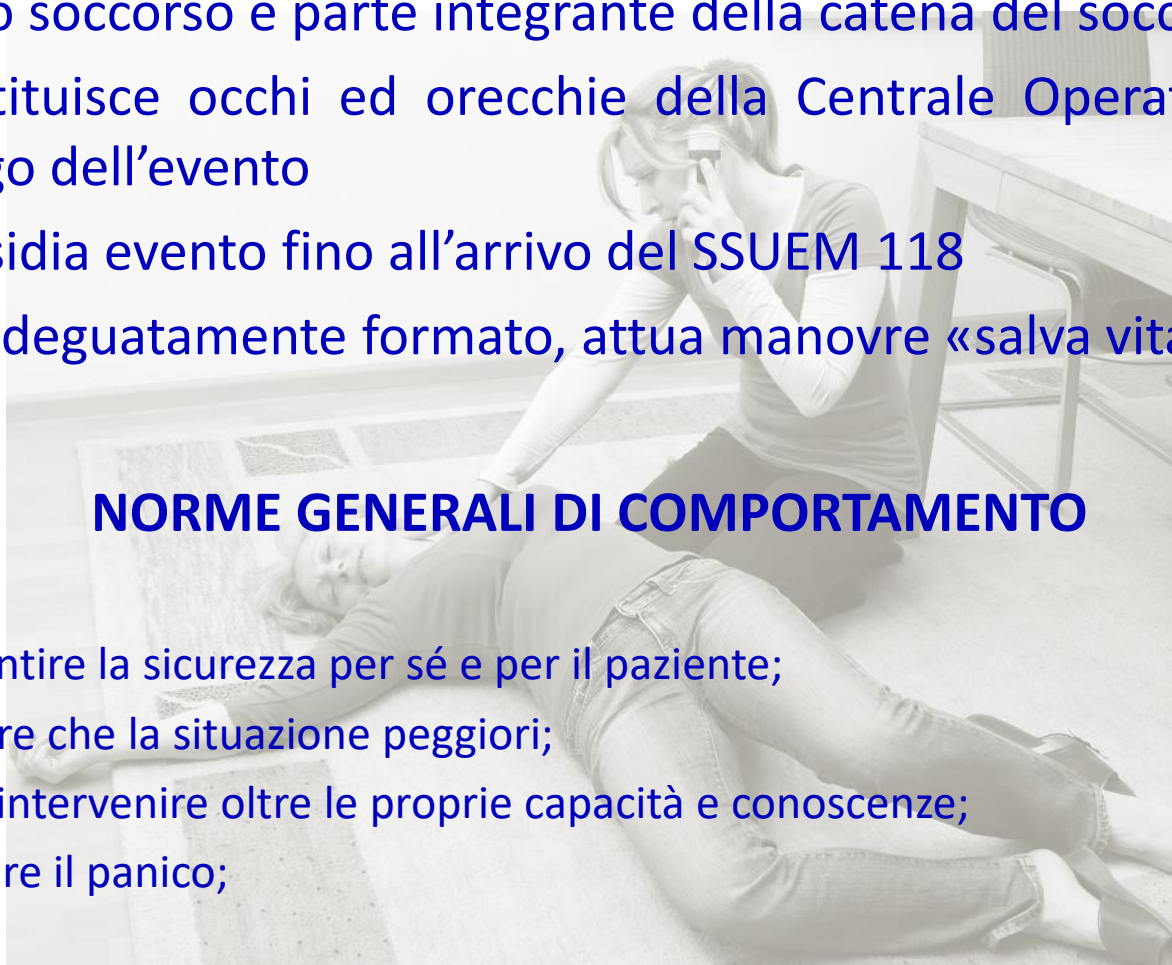 o soccorso è parte integrante della catena del socc
tituisce occhi ed orecchie della Centrale Opera
go dell’evento
sidia evento fino all’arrivo del SSUEM 118
deguatamente formato, attua manovre «salva vita
NORME GENERALI DI COMPORTAMENTO
ntire la sicurezza per sé e per il paziente;
re che la situazione peggiori;
intervenire oltre le proprie capacità e conoscenze;
re il panico;